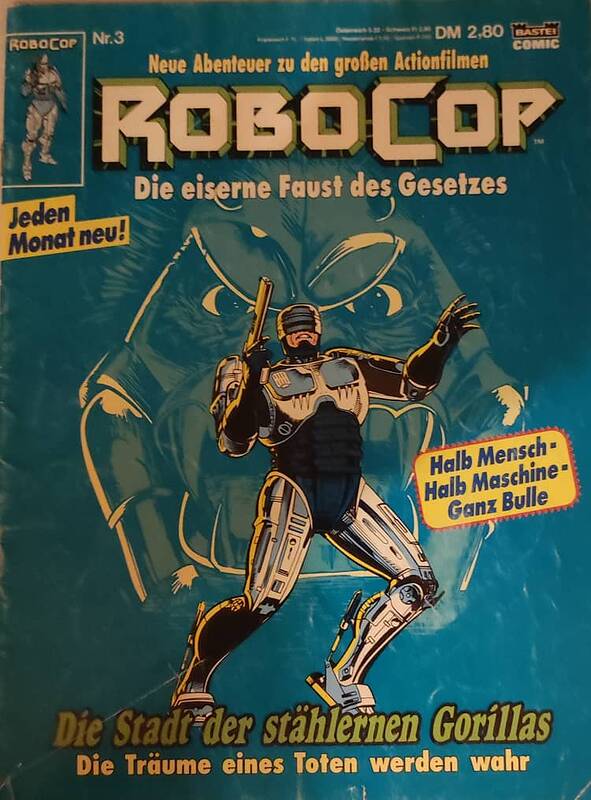 ROBOCOP
Nr.3
DM 2,80
BASTEI
COMIC
Neue Abenteuer zu den großen Actionfilmen
ROBOCOP
TM
Die eiserne Faust des Gesetzes
Jeden
Monat neu!
Halb Mensch-
Halb Maschine-
Ganz Bulle
Die Stadt der stählernen Gorillas
Die Träume eines Toten werden wahr